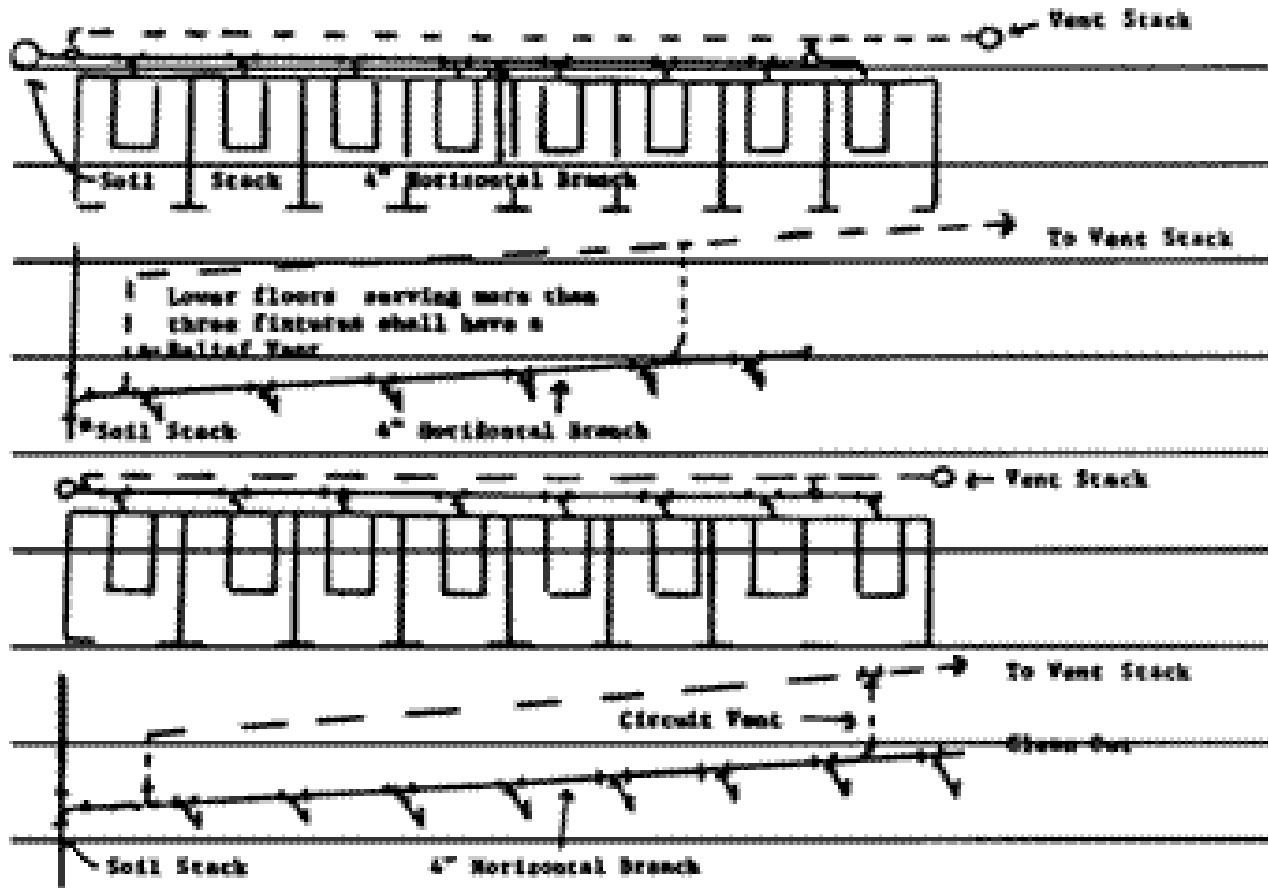 Vent Stack
Soil Stack 4" Horizontal Branch
To Vent Stack
Lower floors serving more than
three fixtures shall have a
Relief Vent
Soil Stack 4" Horizontal Branch
Vent Stack
To Vent Stack
Circuit Vent
Clean Out
Soil Stack 4" Horizontal Branch